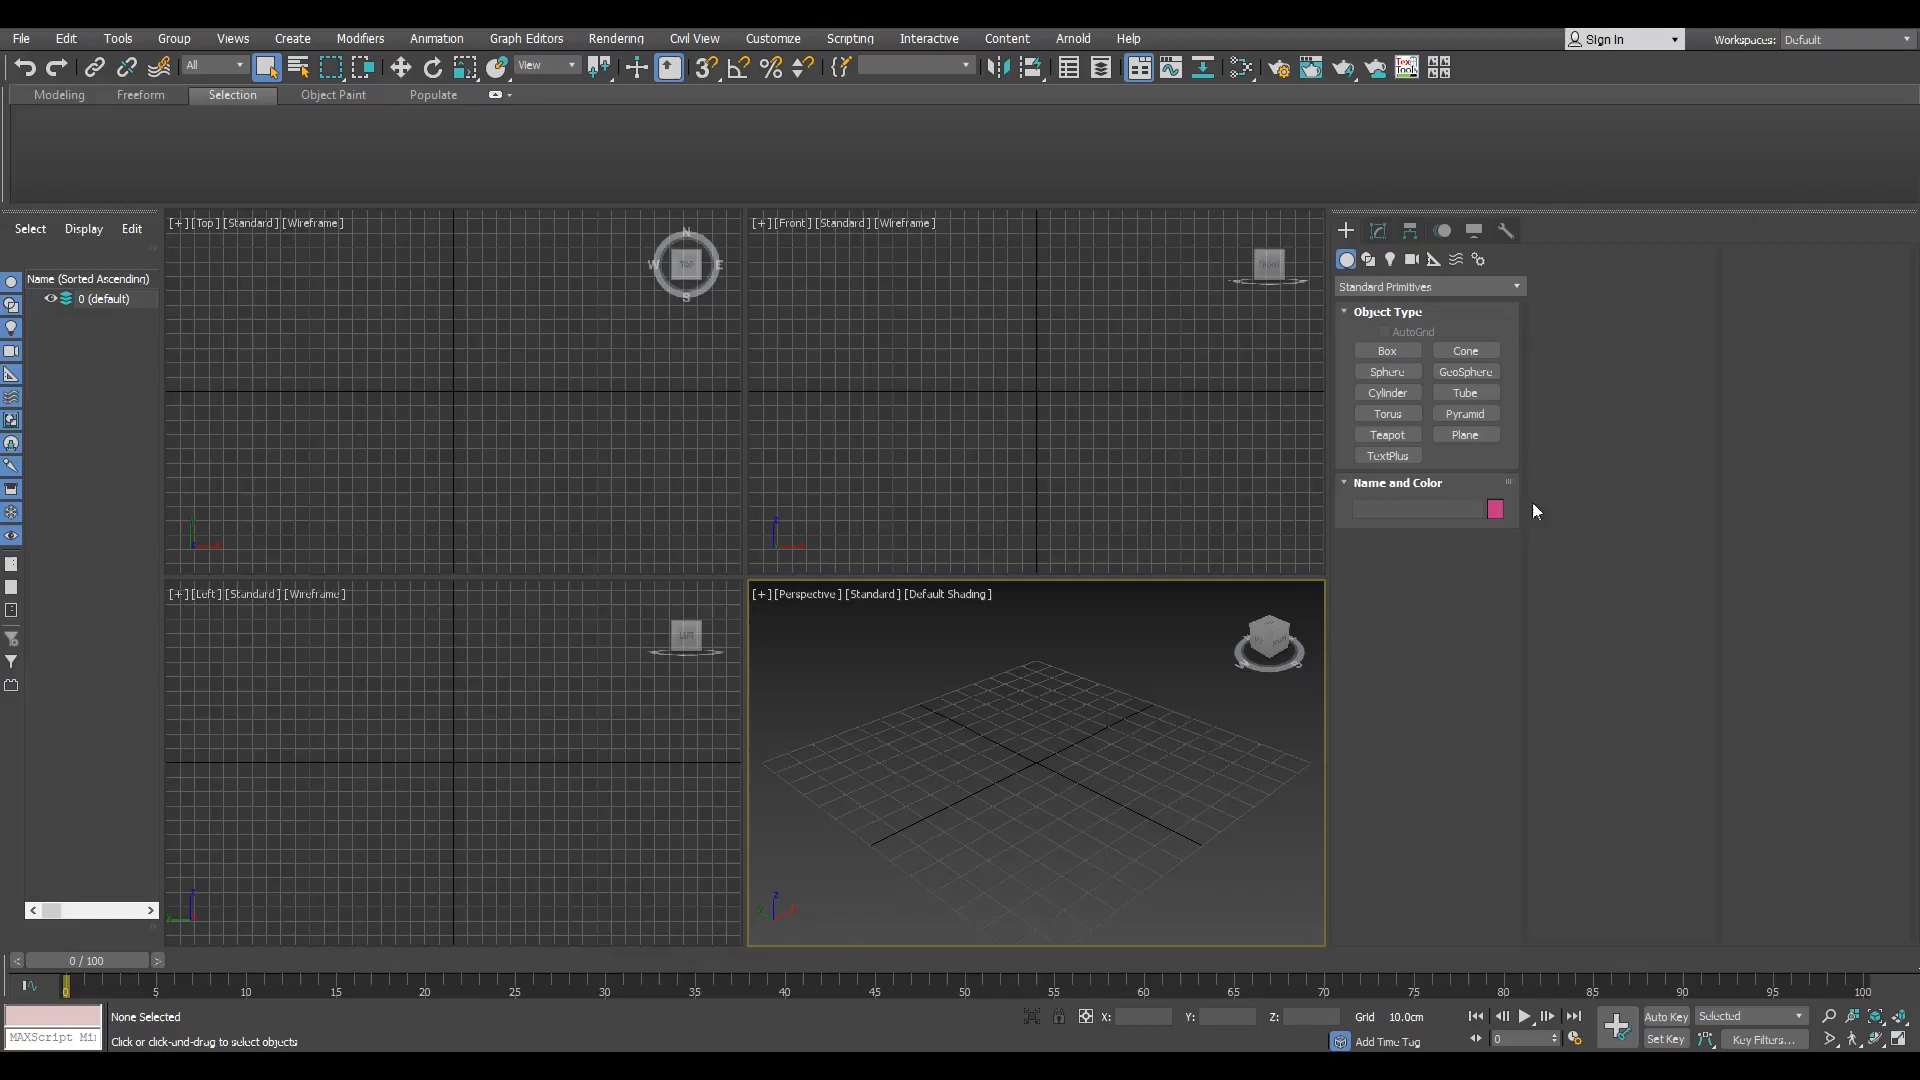 File Edit Tools Group Views Create Modifiers Animation Graph Editors Rendering Civil View Customize Scripting Interactive Content Arnold Help Sign In Workspaces: Default
All View
Modeling Freeform Selection Object Paint Populate
Select Display Edit
Name (Sorted Ascending)
0 (default)
[+] [Top] [Standard] [Wireframe]
N
W TOP E
S
[+] [Front] [Standard] [Wireframe]
FRONT
[+] [Left] [Standard] [Wireframe]
LEFT
[+] [Perspective] [Standard] [Default Shading]
Standard Primitives
Object Type
AutoGrid
Box Cone
Sphere GeoSphere
Cylinder Tube
Torus Pyramid
Teapot Plane
TextPlus
Name and Color
< 0 / 100 >
0 5 10 15 20 25 30 35 40 45 50 55 60 65 70 75 80 85 90 95 100
None Selected X: Y: Z: Grid 10.0cm Auto Key Selected
MAXScript Mi
Click or click-and-drag to select objects Add Time Tag 0 Set Key Key Filters...